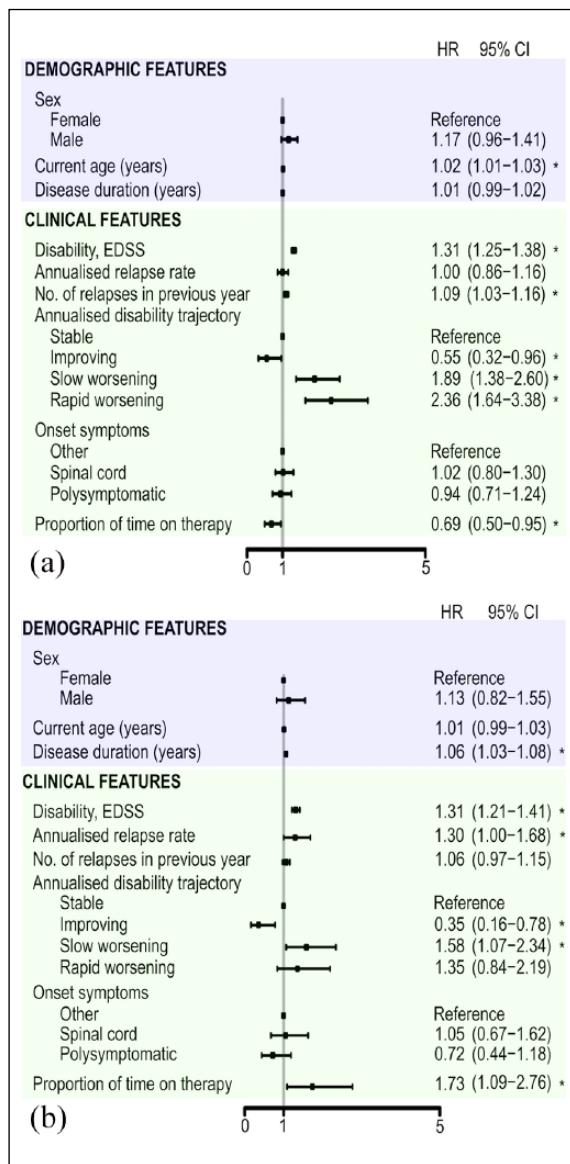 HR 95% CI
DEMOGRAPHIC FEATURES
Sex
Female Reference
Male 1.17 (0.96−1.41)
Current age (years) 1.02 (1.01−1.03) *
Disease duration (years) 1.01 (0.99−1.02)
CLINICAL FEATURES
Disability, EDSS 1.31 (1.25−1.38) *
Annualised relapse rate 1.00 (0.86−1.16)
No. of relapses in previous year 1.09 (1.03−1.16) *
Annualised disability trajectory
Stable Reference
Improving 0.55 (0.32−0.96) *
Slow worsening 1.89 (1.38−2.60) *
Rapid worsening 2.36 (1.64−3.38) *
Onset symptoms
Other Reference
Spinal cord 1.02 (0.80−1.30)
Polysymptomatic 0.94 (0.71−1.24)
Proportion of time on therapy 0.69 (0.50−0.95) *
(a)
0 1 5
HR 95% CI
DEMOGRAPHIC FEATURES
Sex
Female Reference
Male 1.13 (0.82−1.55)
Current age (years) 1.01 (0.99−1.03)
Disease duration (years) 1.06 (1.03−1.08) *
CLINICAL FEATURES
Disability, EDSS 1.31 (1.21−1.41) *
Annualised relapse rate 1.30 (1.00−1.68) *
No. of relapses in previous year 1.06 (0.97−1.15)
Annualised disability trajectory
Stable Reference
Improving 0.35 (0.16−0.78) *
Slow worsening 1.58 (1.07−2.34) *
Rapid worsening 1.35 (0.84−2.19)
Onset symptoms
Other Reference
Spinal cord 1.05 (0.67−1.62)
Polysymptomatic 0.72 (0.44−1.18)
Proportion of time on therapy 1.73 (1.09−2.76) *
(b)
0 1 5